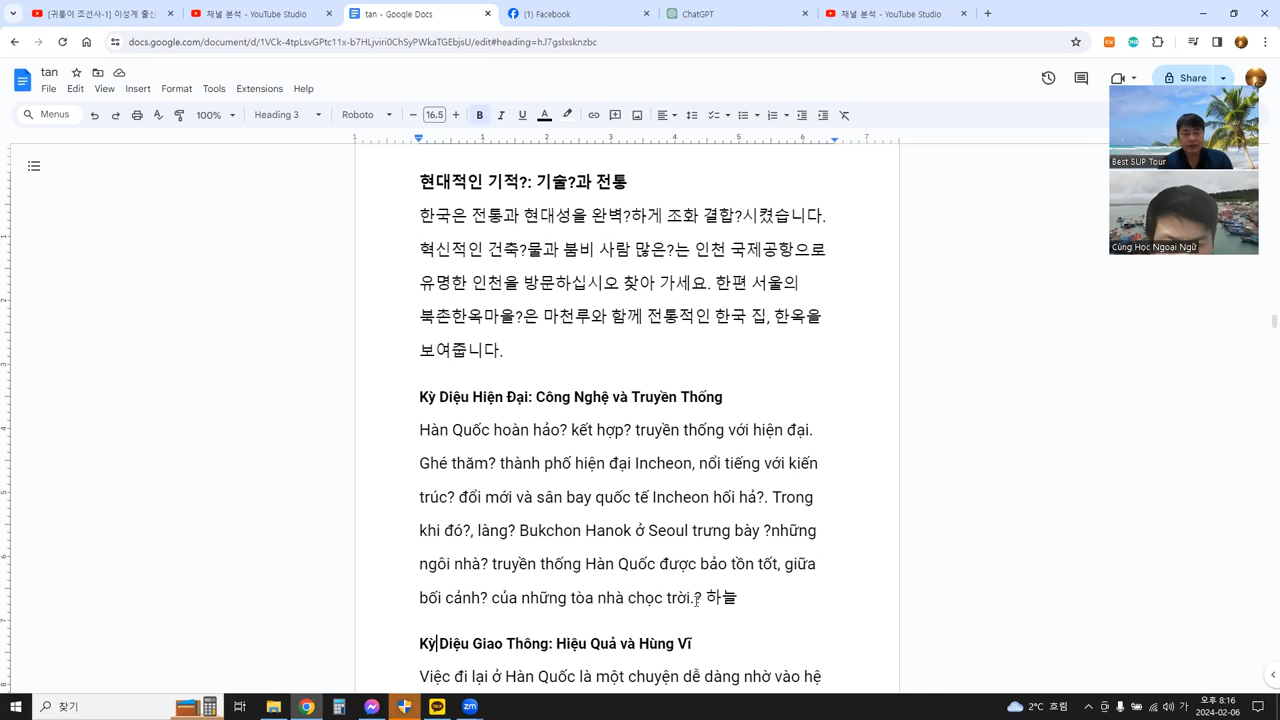 [귀툴이 조선사-1] 이성계 출신
재널 분석 - YouTube Studio
tan - Google Docs
(1) Facebook
ChatGPT
재널 분석 - YouTube Studio
docs.google.com/document/d/1VCk-4tpLsvGPtc11x-b7HLjviri0ChSyPWkaTGEbjsU/edit#heading=h.l7gslxsknzbc
tan
File Edit View Insert Format Tools Extensions Help
Share
Menus 100% Heading 3 Roboto 16.5 B I U A
1 1 2 3 4 5 6 7
Best SUP Tour
Cùng Học Ngoại Ngữ
현대적인 기적?: 기술?과 전통
한국은 전통과 현대성을 완벽?하게 조화 결합?시켰습니다.
혁신적인 건축?물과 붐비 사람 많은?는 인천 국제공항으로
유명한 인천을 방문하십시오 찾아 가세요. 한편 서울의
북촌한옥마을?은 마천루와 함께 전통적인 한국 집, 한옥을
보여줍니다.
Kỳ Diệu Hiện Đại: Công Nghệ và Truyền Thống
Hàn Quốc hoàn hảo? kết hợp? truyền thống với hiện đại.
Ghé thăm? thành phố hiện đại Incheon, nổi tiếng với kiến
trúc? đổi mới và sân bay quốc tế Incheon hối hả?. Trong
khi đó?, làng? Bukchon Hanok ở Seoul trưng bày ?những
ngôi nhà? truyền thống Hàn Quốc được bảo tồn tốt, giữa
bối cảnh? của những tòa nhà chọc trời.? 하늘
Kỳ Diệu Giao Thông: Hiệu Quả và Hùng Vĩ
Việc đi lại ở Hàn Quốc là một chuyện dễ dàng nhờ vào hệ
찾기
2°C 흐림
가
오후 8:16
2024-02-06